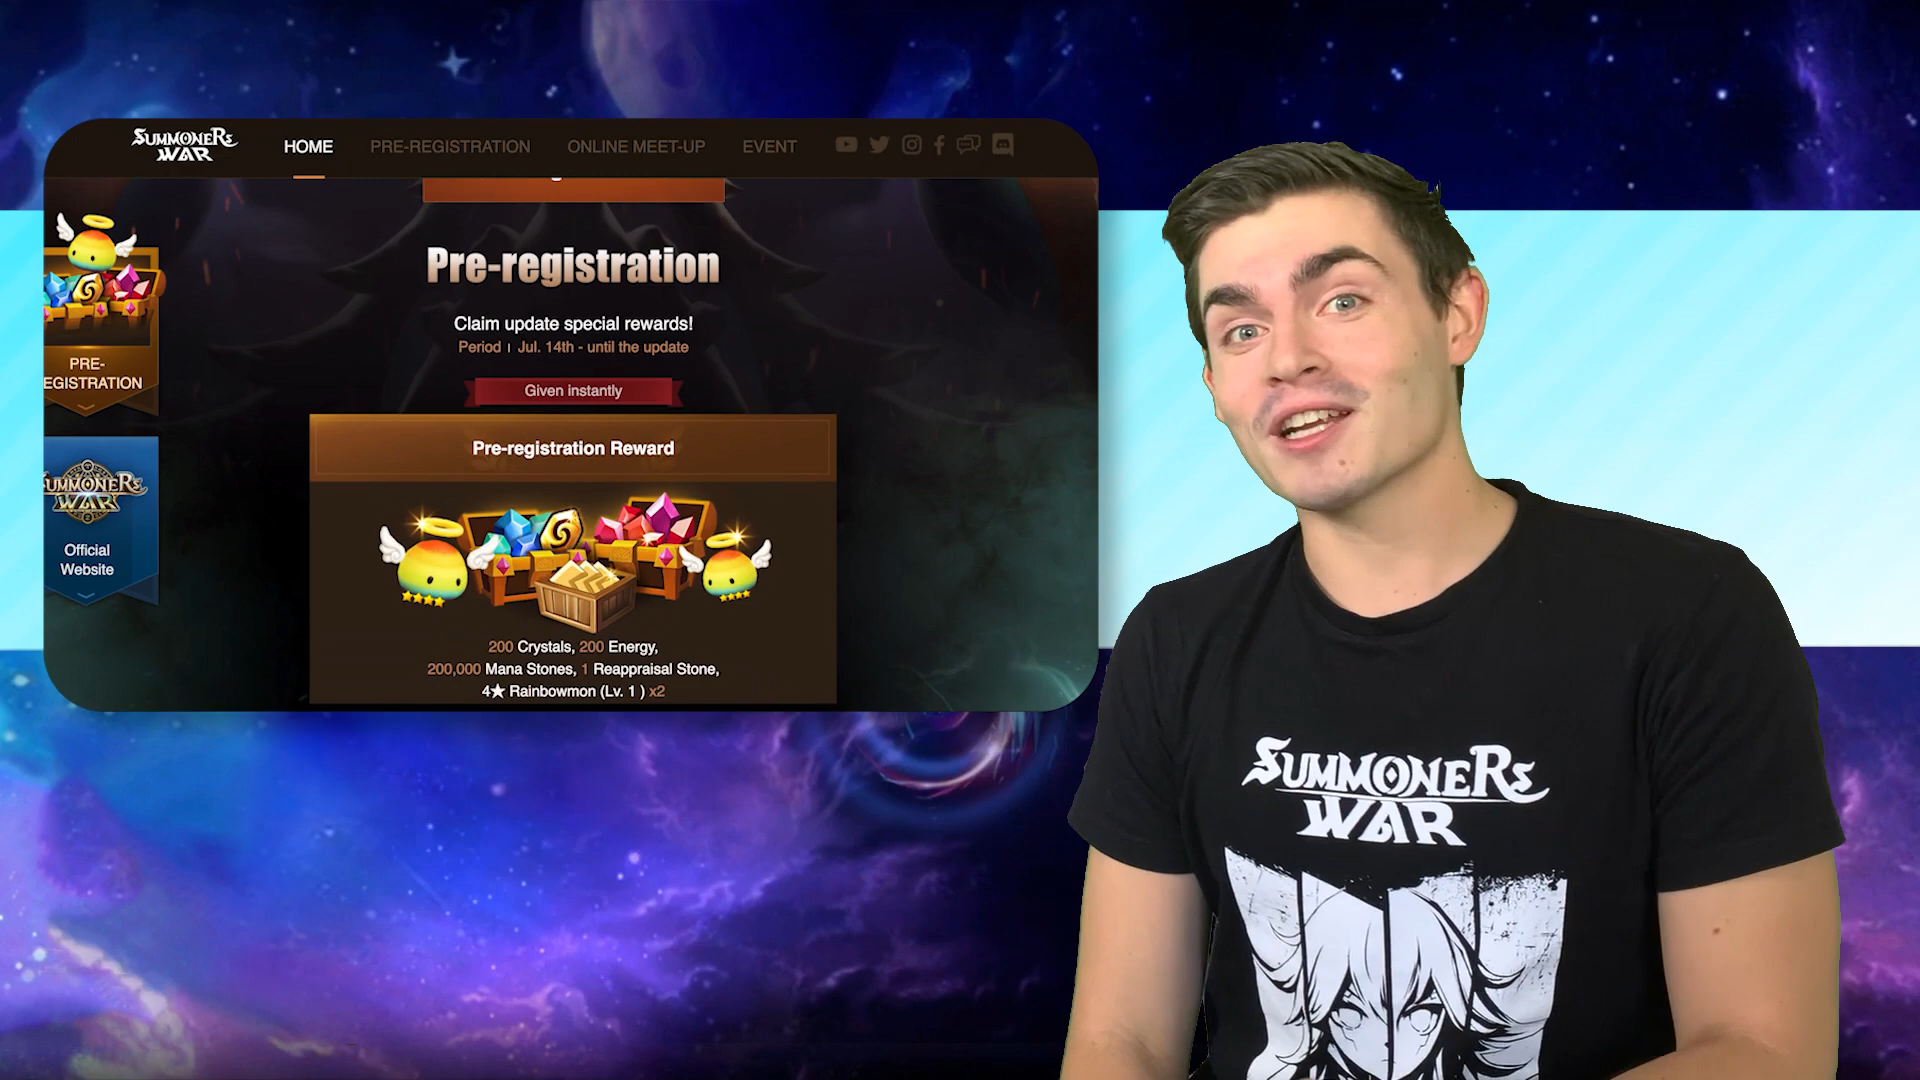 SUMMONERS
WAR
HOME
PRE-REGISTRATION
ONLINE MEET-UP
EVENT
Pre-registration
Claim update special rewards!
Period | Jul. 14th - until the update
Given instantly
Pre-registration Reward
200 Crystals, 200 Energy,
200,000 Mana Stones, 1 Reappraisal Stone,
4★ Rainbowmon (Lv. 1 ) x2
PRE-
EGISTRATION
SUMMONERS
WAR
Official
Website
SUMMONERS
WAR